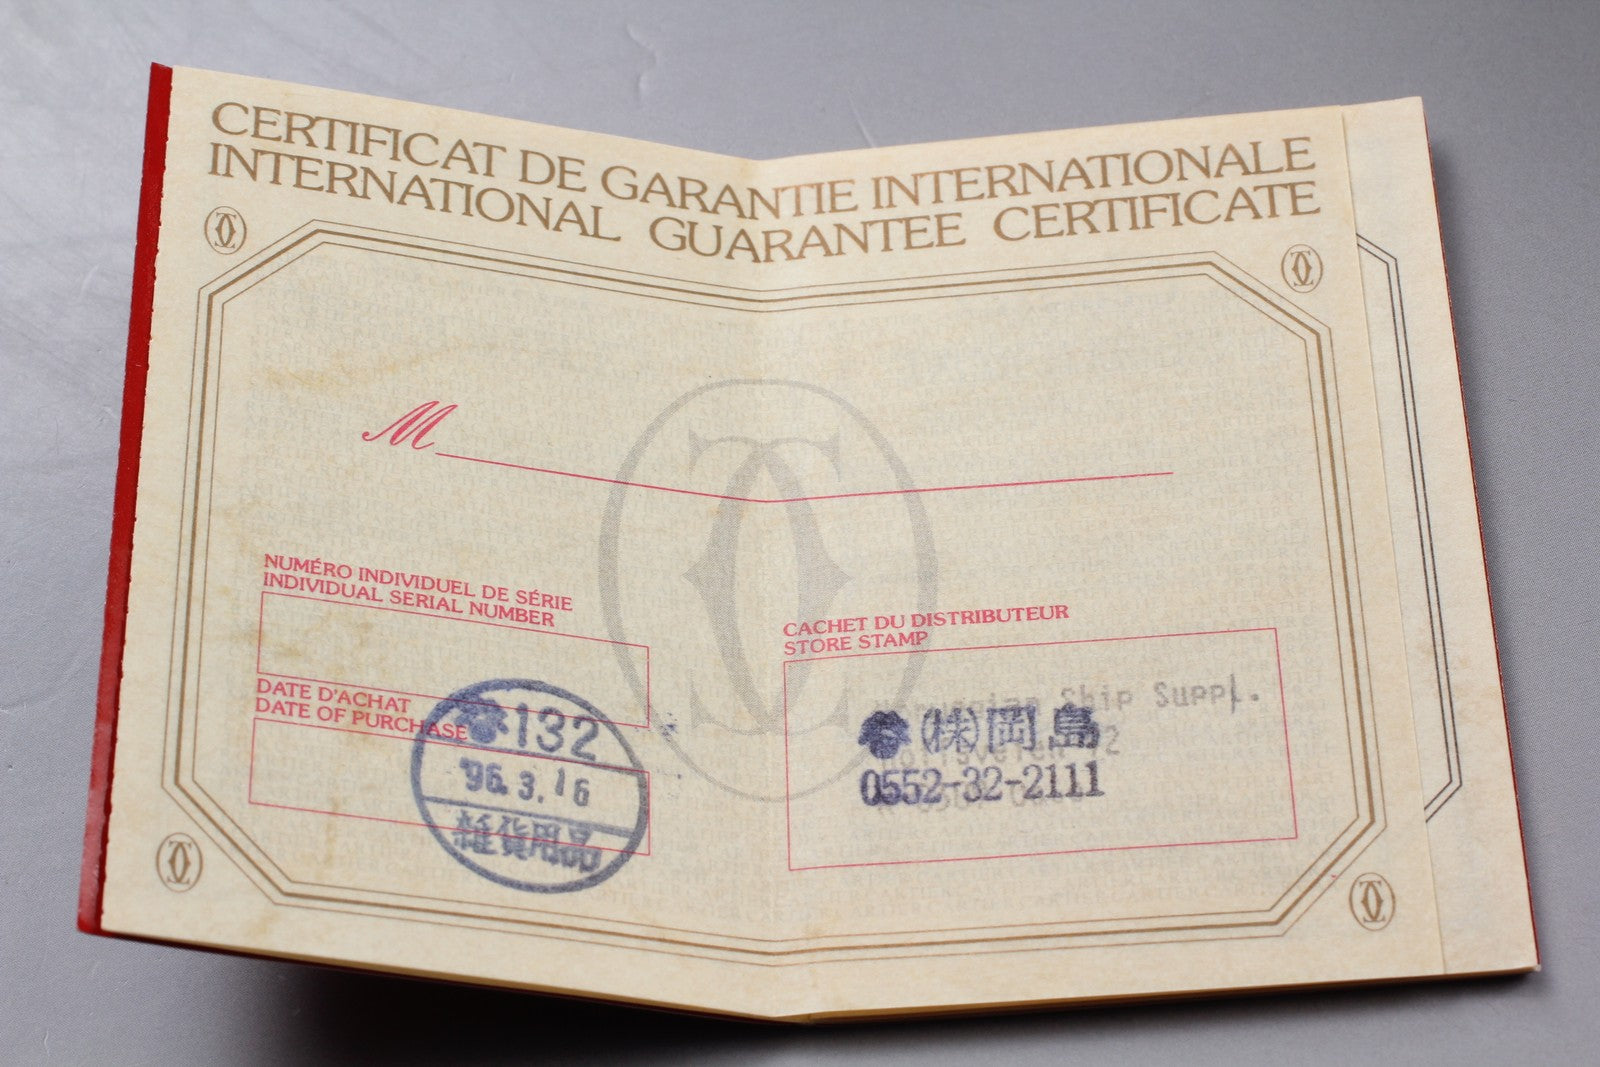 CERTIFICAT DE GARANTIE INTERNATIONALE
INTERNATIONAL GUARANTEE CERTIFICATE
M
NUMÉRO INDIVIDUEL DE SÉRIE
INDIVIDUAL SERIAL NUMBER
DATE D'ACHAT
DATE OF PURCHASE
132
'96.3.16
CACHET DU DISTRIBUTEUR
STORE STAMP
Ship Suppl.
(株)岡島
0552-32-2111